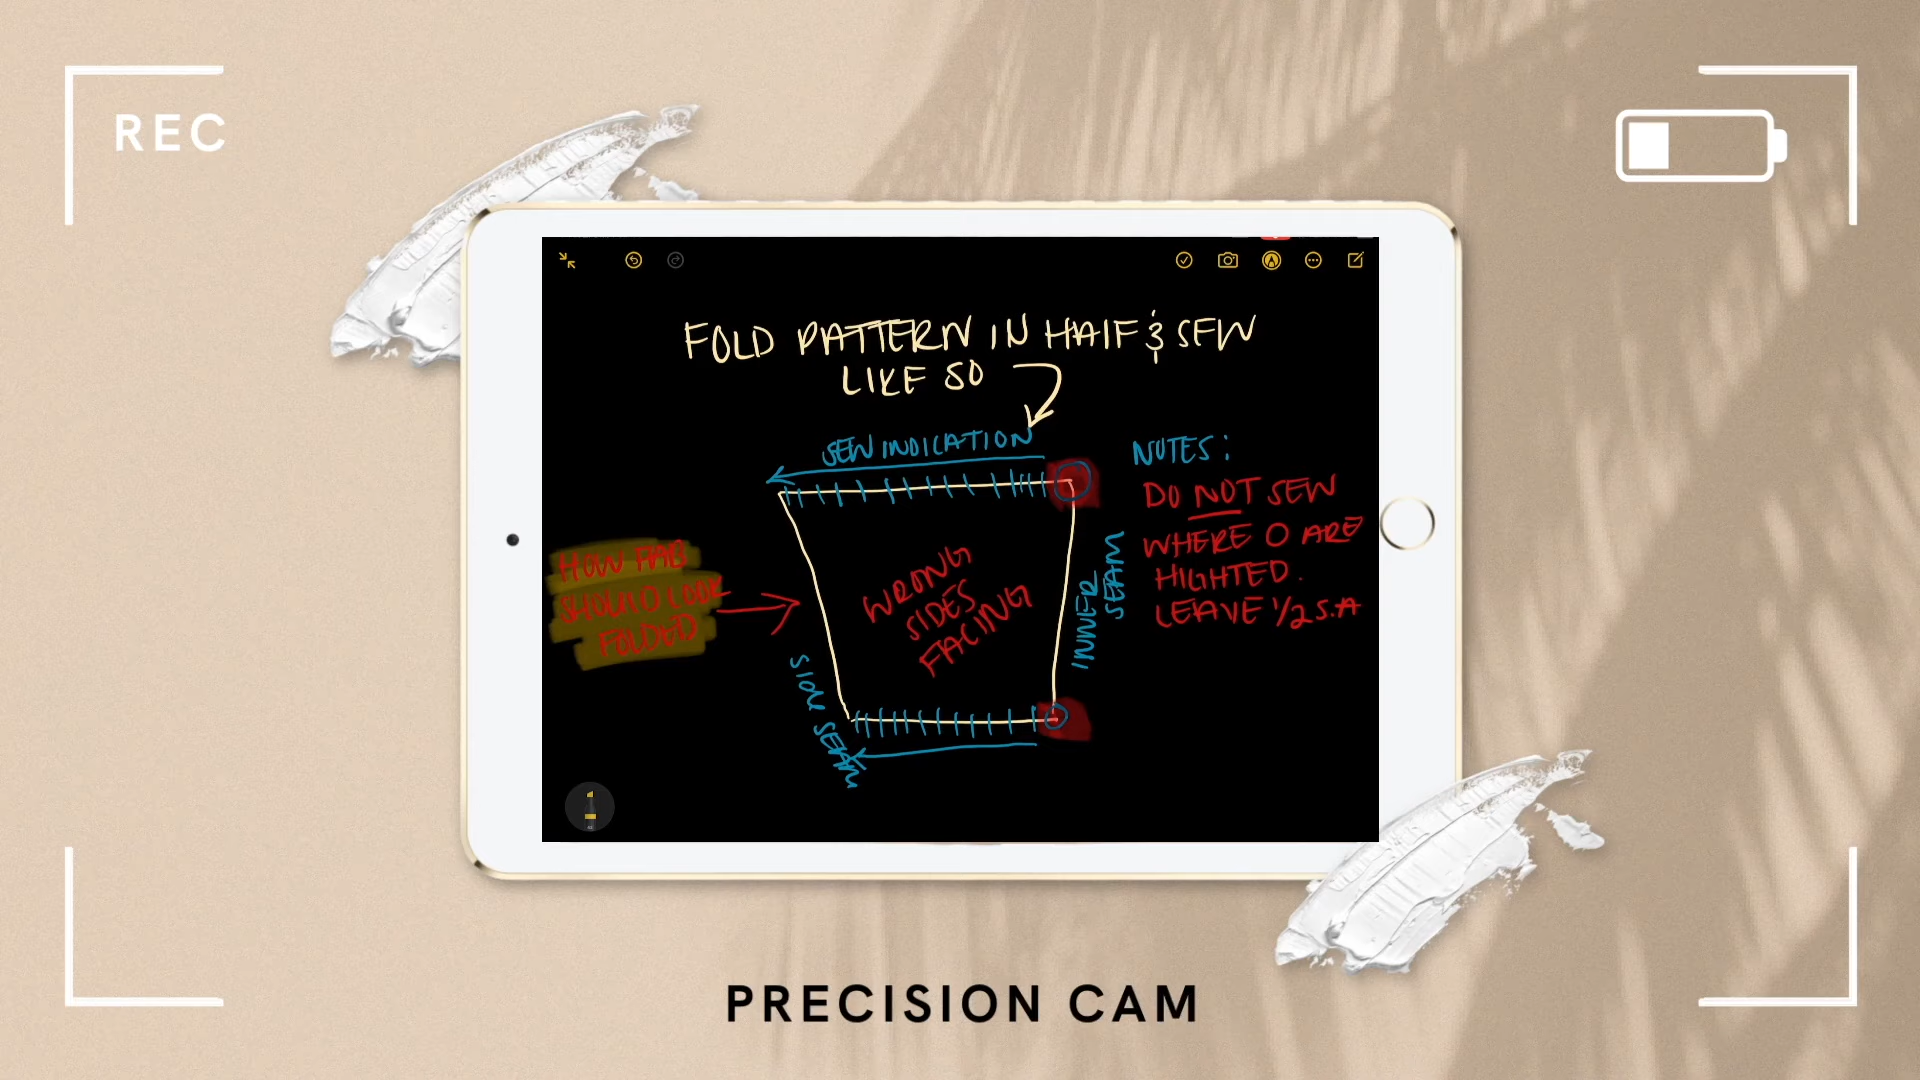 REC
FOLD PATTERN IN HALF & SEW
LIKE SO
SEW INDICATION
NOTES:
DO NOT SEW
WHERE O ARE
HIGHTED.
LEAVE 1/2 S.A
HOW FAB
SHOULD LOOK
FOLDED
WRONG
SIDES
FACING
INNER
SEAM
SIDE SEAM
PRECISION CAM